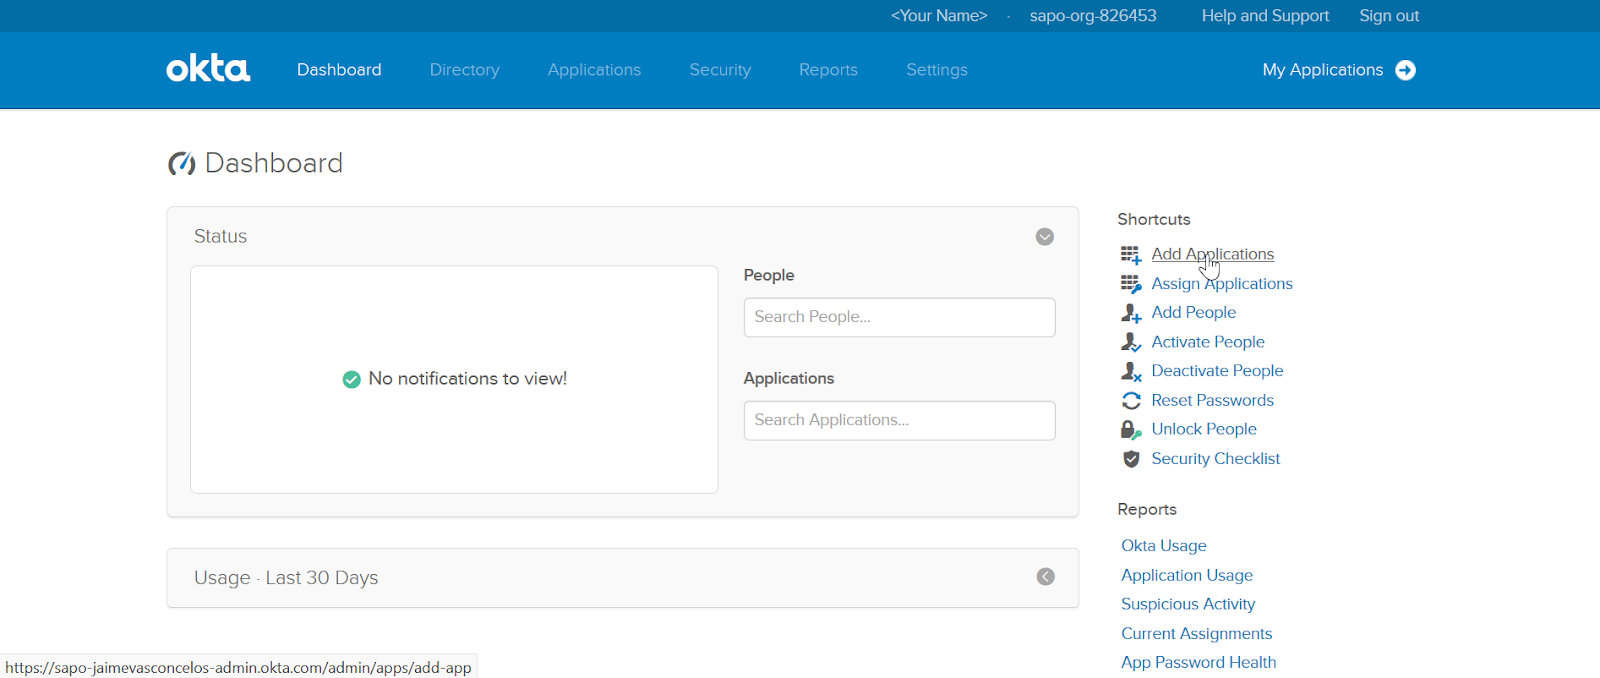 <Your Name> · sapo-org-826453 Help and Support Sign out
okta Dashboard Directory Applications Security Reports Settings My Applications
Dashboard
Status
No notifications to view!
People
Search People...
Applications
Search Applications...
Usage · Last 30 Days
Shortcuts
Add Applications
Assign Applications
Add People
Activate People
Deactivate People
Reset Passwords
Unlock People
Security Checklist
Reports
Okta Usage
Application Usage
Suspicious Activity
Current Assignments
App Password Health
https://sapo-jaimevasconcelos-admin.okta.com/admin/apps/add-app